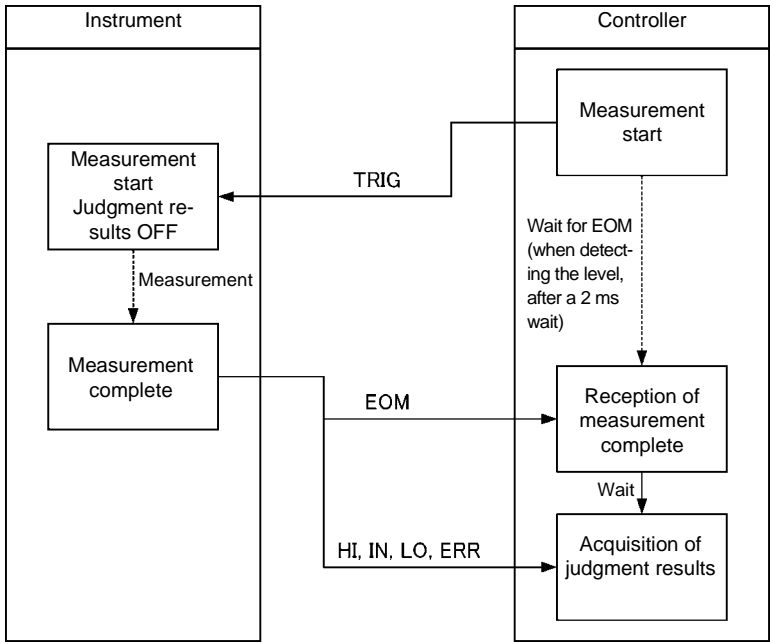 Instrument
Controller
Measurement
start
Measurement
start
Judgment re-
sults OFF
TRIG
Wait for EOM
(when detect-
ing the level,
after a 2 ms
wait)
Measurement
Measurement
complete
EOM
Reception of
measurement
complete
Wait
HI, IN, LO, ERR
Acquisition of
judgment results